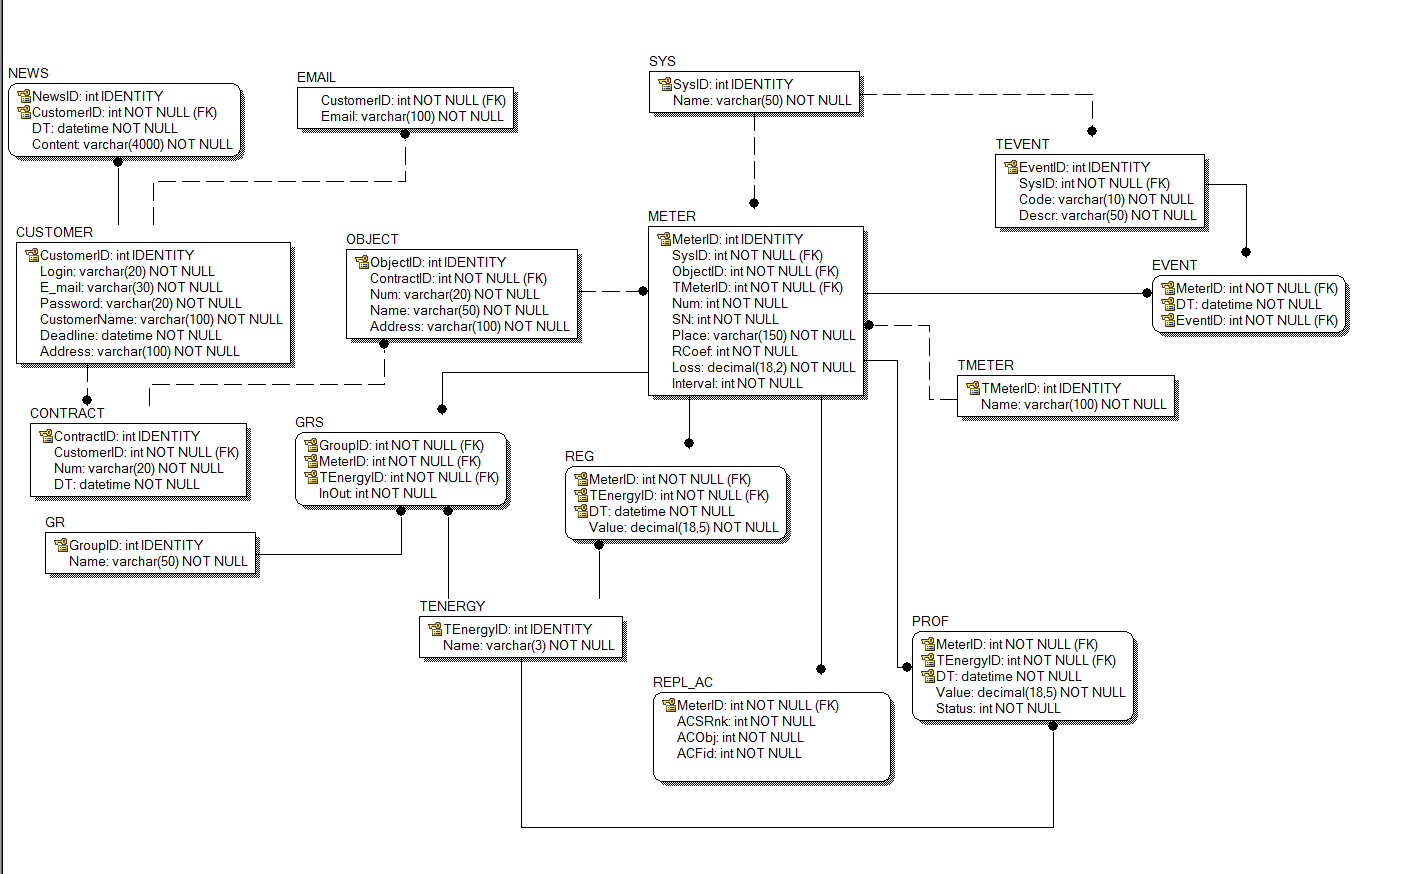 NEWS
NewsID: int IDENTITY
CustomerID: int NOT NULL (FK)
DT: datetime NOT NULL
Content: varchar(4000) NOT NULL
EMAIL
CustomerID: int NOT NULL (FK)
Email: varchar(100) NOT NULL
SYS
SysID: int IDENTITY
Name: varchar(50) NOT NULL
TEVENT
EventID: int IDENTITY
SysID: int NOT NULL (FK)
Code: varchar(10) NOT NULL
Descr: varchar(50) NOT NULL
CUSTOMER
CustomerID: int IDENTITY
Login: varchar(20) NOT NULL
E_mail: varchar(30) NOT NULL
Password: varchar(20) NOT NULL
CustomerName: varchar(100) NOT NULL
Deadline: datetime NOT NULL
Address: varchar(100) NOT NULL
OBJECT
ObjectID: int IDENTITY
ContractID: int NOT NULL (FK)
Num: varchar(20) NOT NULL
Name: varchar(50) NOT NULL
Address: varchar(100) NOT NULL
METER
MeterID: int IDENTITY
SysID: int NOT NULL (FK)
ObjectID: int NOT NULL (FK)
TMeterID: int NOT NULL (FK)
Num: int NOT NULL
SN: int NOT NULL
Place: varchar(150) NOT NULL
RCoef: int NOT NULL
Loss: decimal(18,2) NOT NULL
Interval: int NOT NULL
EVENT
MeterID: int NOT NULL (FK)
DT: datetime NOT NULL
EventID: int NOT NULL (FK)
TMETER
TMeterID: int IDENTITY
Name: varchar(100) NOT NULL
CONTRACT
ContractID: int IDENTITY
CustomerID: int NOT NULL (FK)
Num: varchar(20) NOT NULL
DT: datetime NOT NULL
GRS
GroupID: int NOT NULL (FK)
MeterID: int NOT NULL (FK)
TEnergyID: int NOT NULL (FK)
InOut: int NOT NULL
REG
MeterID: int NOT NULL (FK)
TEnergyID: int NOT NULL (FK)
DT: datetime NOT NULL
Value: decimal(18,5) NOT NULL
GR
GroupID: int IDENTITY
Name: varchar(50) NOT NULL
TENERGY
TEnergyID: int IDENTITY
Name: varchar(3) NOT NULL
PROF
MeterID: int NOT NULL (FK)
TEnergyID: int NOT NULL (FK)
DT: datetime NOT NULL
Value: decimal(18,5) NOT NULL
Status: int NOT NULL
REPL_AC
MeterID: int NOT NULL (FK)
ACSRnk: int NOT NULL
ACObj: int NOT NULL
ACFid: int NOT NULL